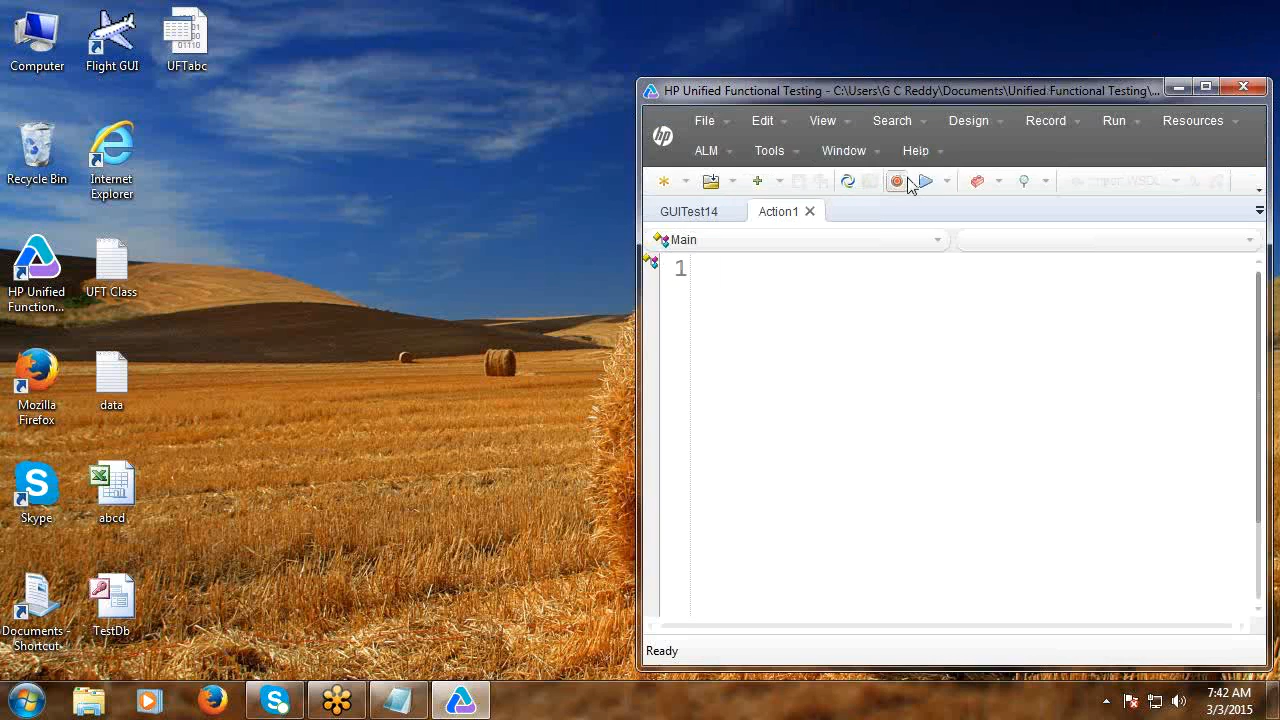 Computer
Flight GUI
UFTabc
Recycle Bin
Internet
Explorer
HP Unified
Function...
UFT Class
Mozilla
Firefox
data
Skype
abcd
Documents -
Shortcut
TestDb
HP Unified Functional Testing - C:\Users\G C Reddy\Documents\Unified Functional Testing\...
hp
File Edit View Search Design Record Run Resources
ALM Tools Window Help
GUITest14 Action1
Main
1
Ready
7:42 AM
3/3/2015